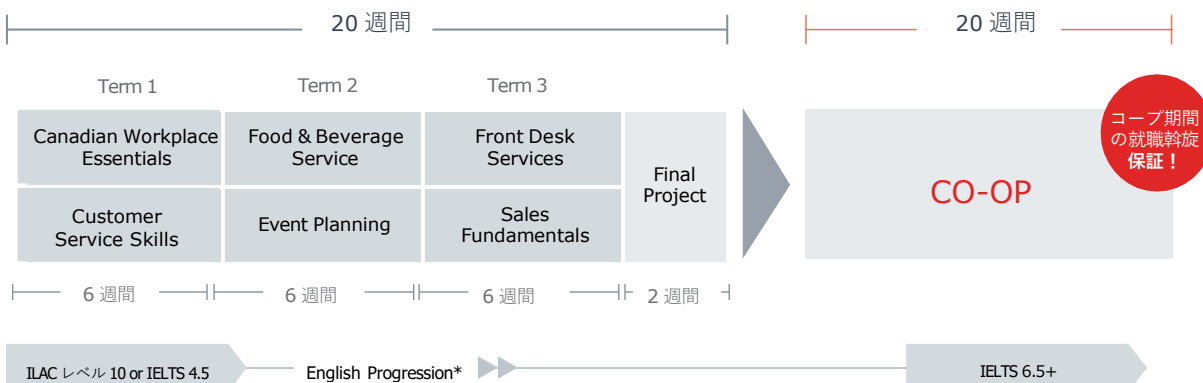 20 週間
20 週間
Term 1
Term 2
Term 3
Canadian Workplace
Essentials
Food & Beverage
Service
Front Desk
Services
Customer
Service Skills
Event Planning
Sales
Fundamentals
Final
Project
CO-OP
コープ期間
の就職斡旋
保証！
6 週間
6 週間
6 週間
2 週間
ILAC レベル 10 or IELTS 4.5
English Progression*
IELTS 6.5+